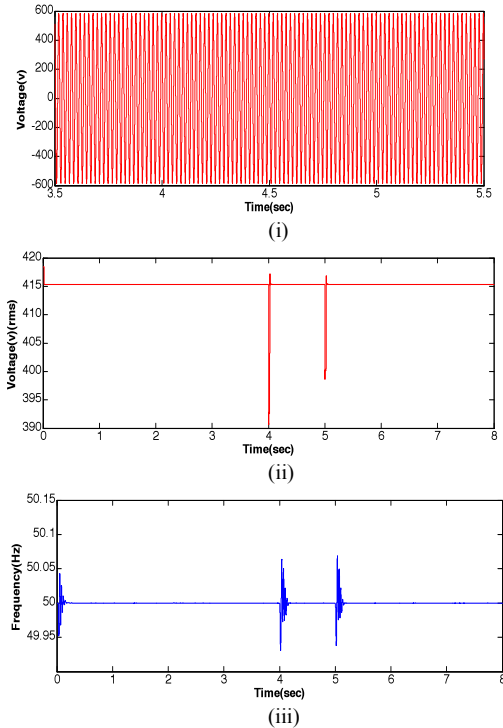 600
400
200
0
-200
-400
-600
Voltage(v)
3.5 4 4.5 5 5.5
Time(sec)
(i)
420
415
410
405
400
395
390
Voltage(v)(rms)
0 1 2 3 4 5 6 7 8
Time(sec)
(ii)
50.15
50.1
50.05
50
49.95
Frequency(Hz)
0 1 2 3 4 5 6 7 8
Time(sec)
(iii)